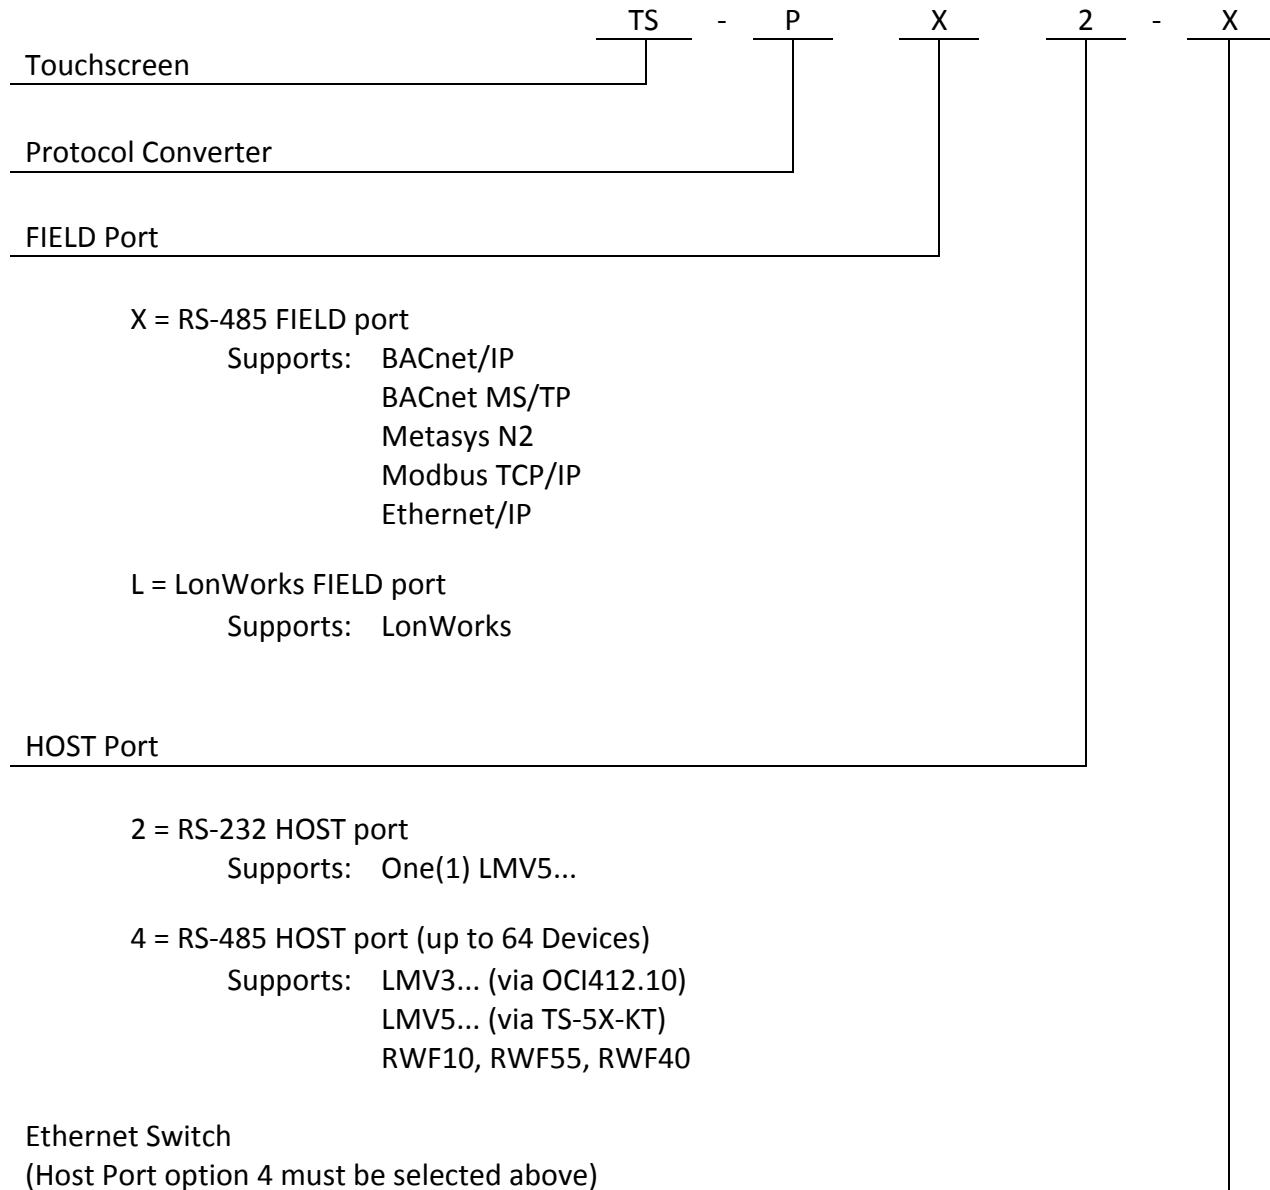 TS - P X 2 - X
Touchscreen
Protocol Converter
FIELD Port
X = RS-485 FIELD port
Supports: BACnet/IP
BACnet MS/TP
Metasys N2
Modbus TCP/IP
Ethernet/IP
L = LonWorks FIELD port
Supports: LonWorks
HOST Port
2 = RS-232 HOST port
Supports: One(1) LMV5...
4 = RS-485 HOST port (up to 64 Devices)
Supports: LMV3... (via OCI412.10)
LMV5... (via TS-5X-KT)
RWF10, RWF55, RWF40
Ethernet Switch
(Host Port option 4 must be selected above)